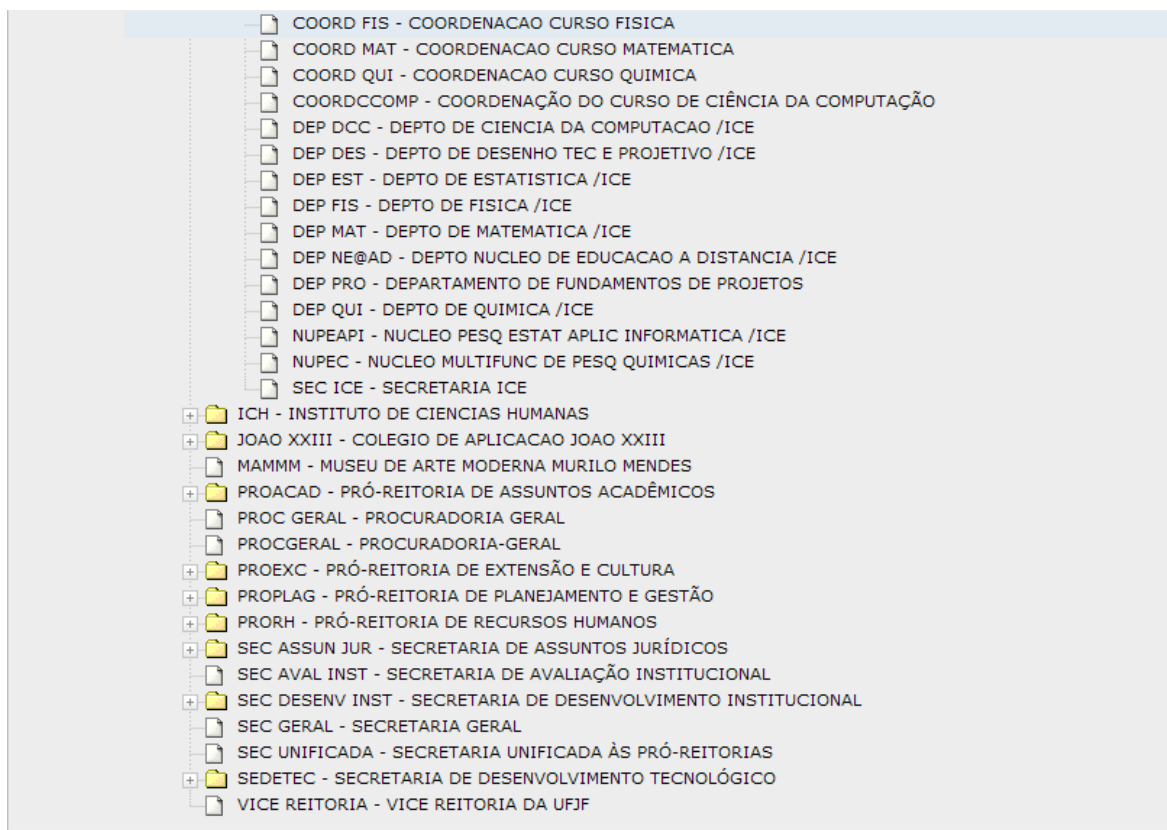 COORD FIS - COORDENACAO CURSO FISICA
COORD MAT - COORDENACAO CURSO MATEMATICA
COORD QUI - COORDENACAO CURSO QUIMICA
COORDCCOMP - COORDENAÇÃO DO CURSO DE CIÊNCIA DA COMPUTAÇÃO
DEP DCC - DEPTO DE CIENCIA DA COMPUTACAO /ICE
DEP DES - DEPTO DE DESENHO TEC E PROJETIVO /ICE
DEP EST - DEPTO DE ESTATISTICA /ICE
DEP FIS - DEPTO DE FISICA /ICE
DEP MAT - DEPTO DE MATEMATICA /ICE
DEP NE@AD - DEPTO NUCLEO DE EDUCACAO A DISTANCIA /ICE
DEP PRO - DEPARTAMENTO DE FUNDAMENTOS DE PROJETOS
DEP QUI - DEPTO DE QUIMICA /ICE
NUPEAPI - NUCLEO PESQ ESTAT APLIC INFORMATICA /ICE
NUPEC - NUCLEO MULTIFUNC DE PESQ QUIMICAS /ICE
SEC ICE - SECRETARIA ICE
ICH - INSTITUTO DE CIENCIAS HUMANAS
JOAO XXIII - COLEGIO DE APLICACAO JOAO XXIII
MAMMM - MUSEU DE ARTE MODERNA MURILO MENDES
PROACAD - PRÓ-REITORIA DE ASSUNTOS ACADÊMICOS
PROC GERAL - PROCURADORIA GERAL
PROCGERAL - PROCURADORIA-GERAL
PROEXC - PRÓ-REITORIA DE EXTENSÃO E CULTURA
PROPLAG - PRÓ-REITORIA DE PLANEJAMENTO E GESTÃO
PRORH - PRÓ-REITORIA DE RECURSOS HUMANOS
SEC ASSUN JUR - SECRETARIA DE ASSUNTOS JURÍDICOS
SEC AVAL INST - SECRETARIA DE AVALIAÇÃO INSTITUCIONAL
SEC DESENV INST - SECRETARIA DE DESENVOLVIMENTO INSTITUCIONAL
SEC GERAL - SECRETARIA GERAL
SEC UNIFICADA - SECRETARIA UNIFICADA ÀS PRÓ-REITORIAS
SEDETEC - SECRETARIA DE DESENVOLVIMENTO TECNOLÓGICO
VICE REITORIA - VICE REITORIA DA UFJF